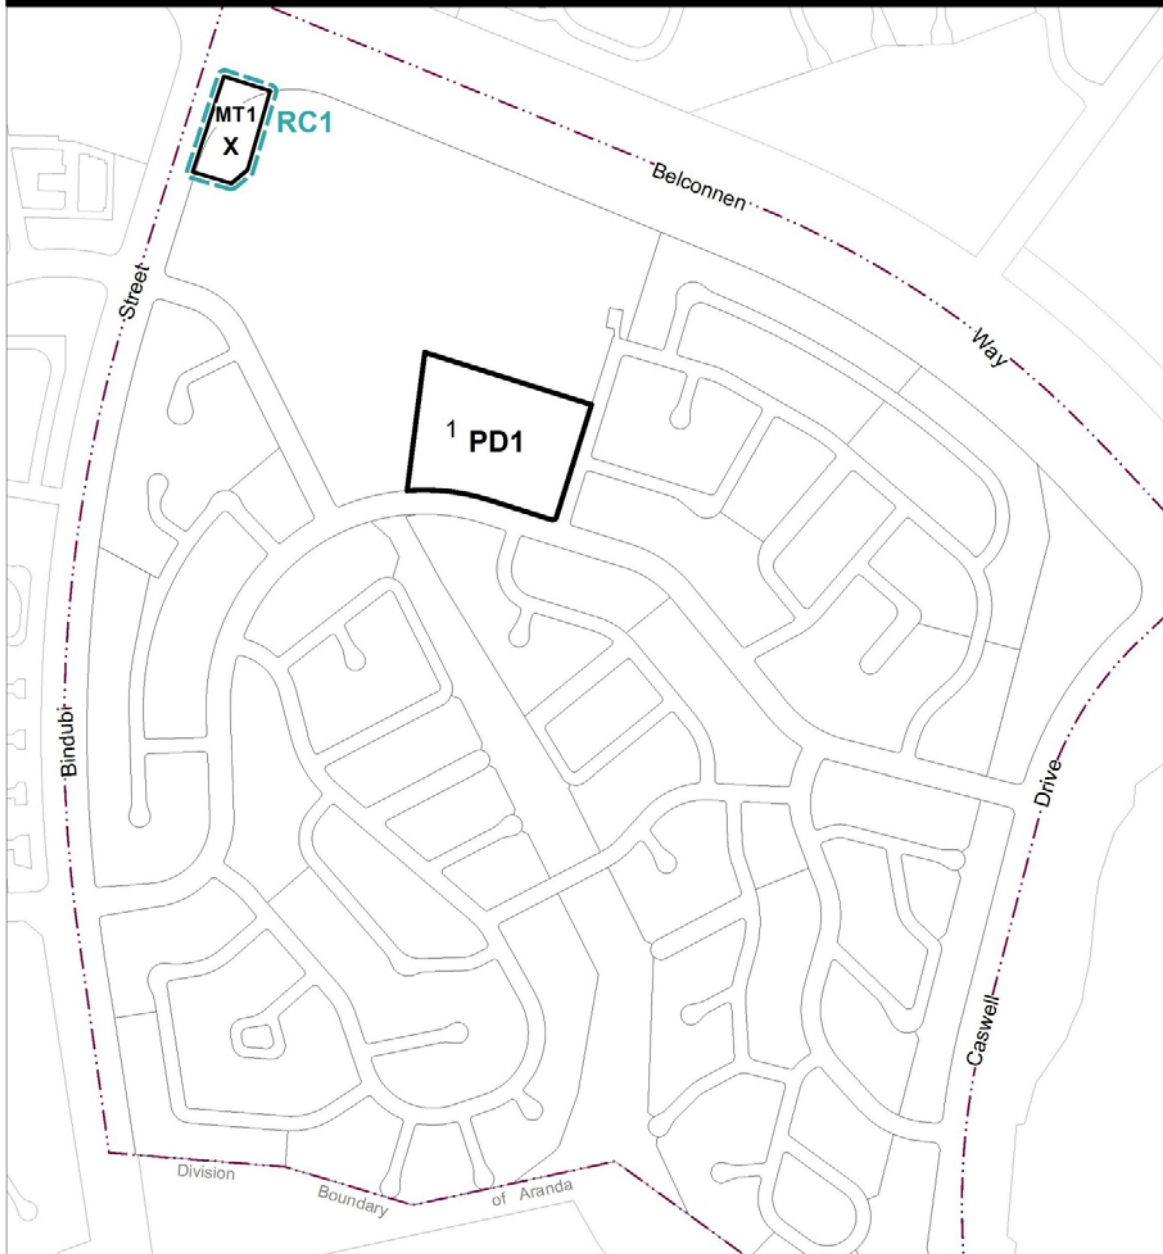 MT1
X
RC1
Belconnen
Way
Street
1 PD1
Bindubi
Drive
Caswell
Division
Boundary
of Aranda